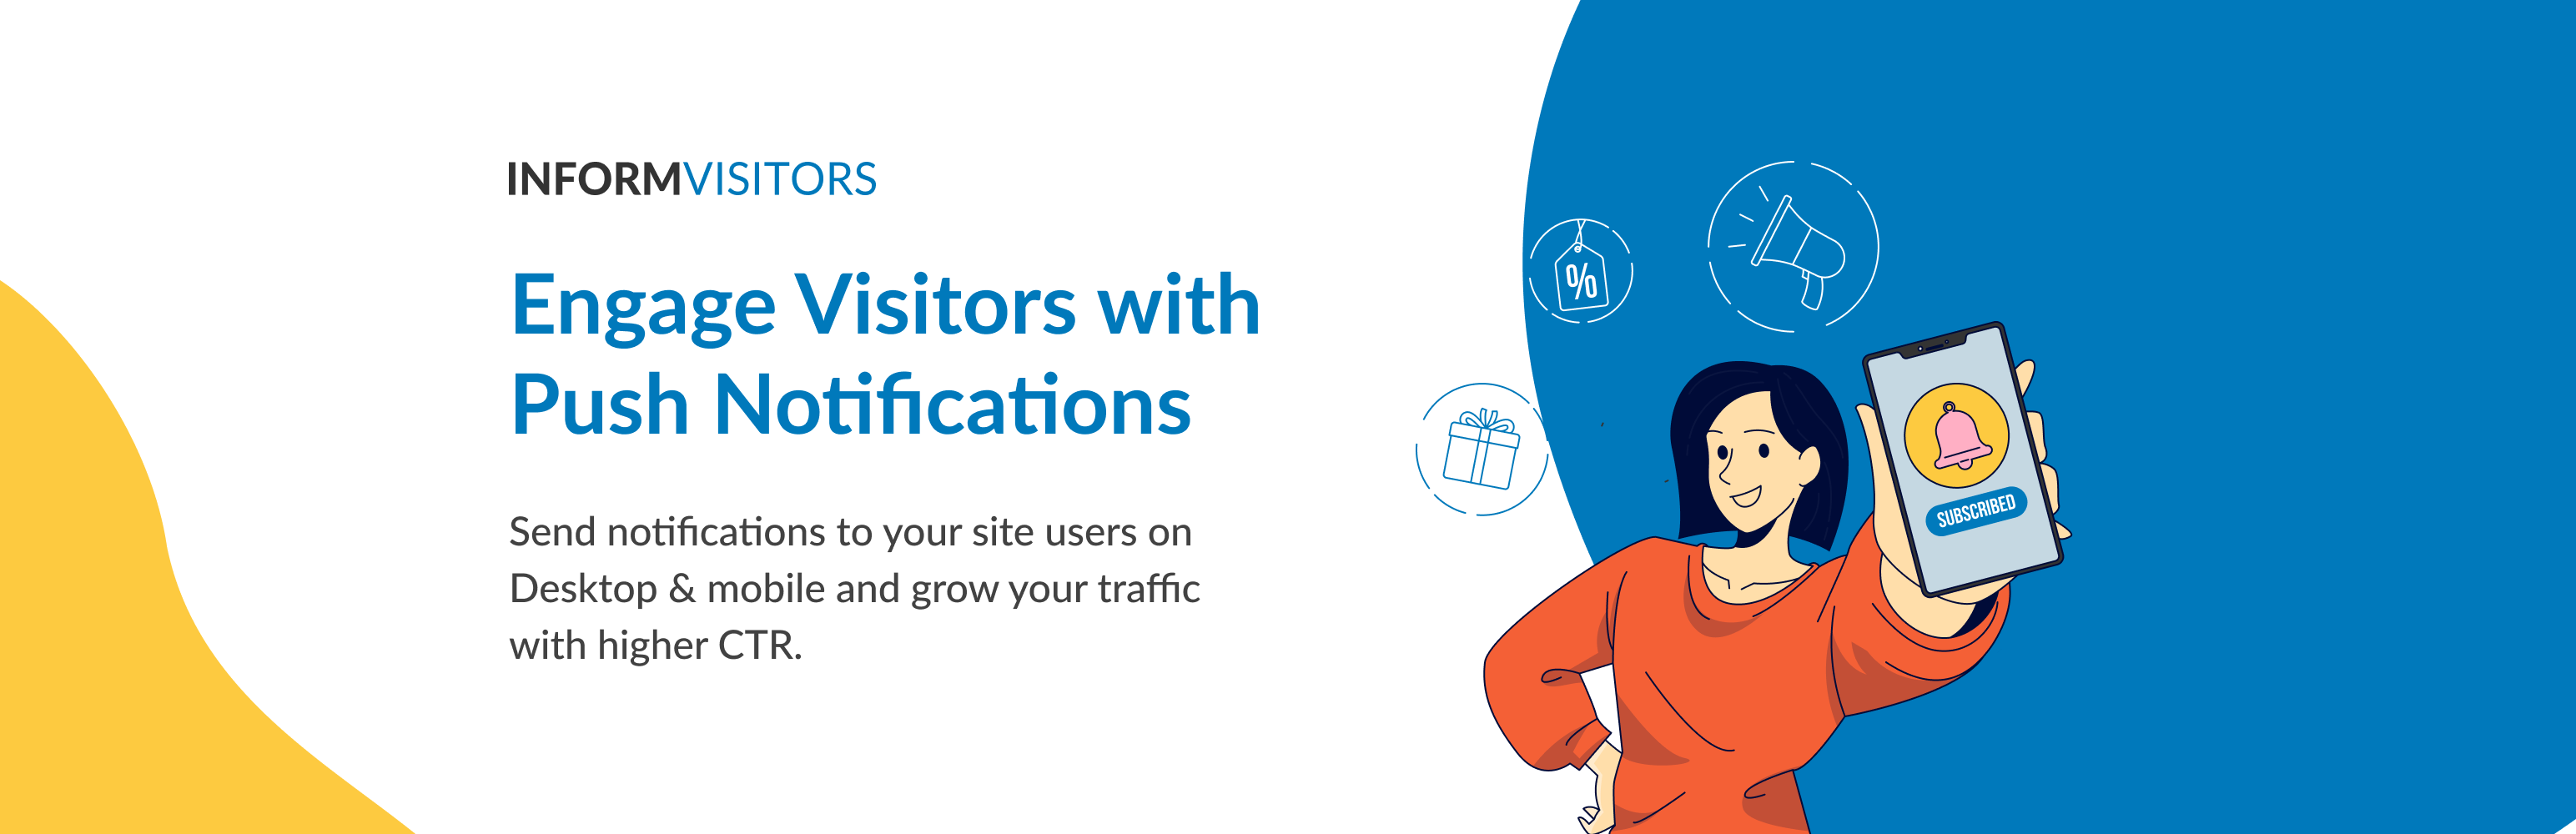 INFORMVISITORS
Engage Visitors with
Push Notifications
Send notifications to your site users on
Desktop & mobile and grow your traffic
with higher CTR.
%
SUBSCRIBED